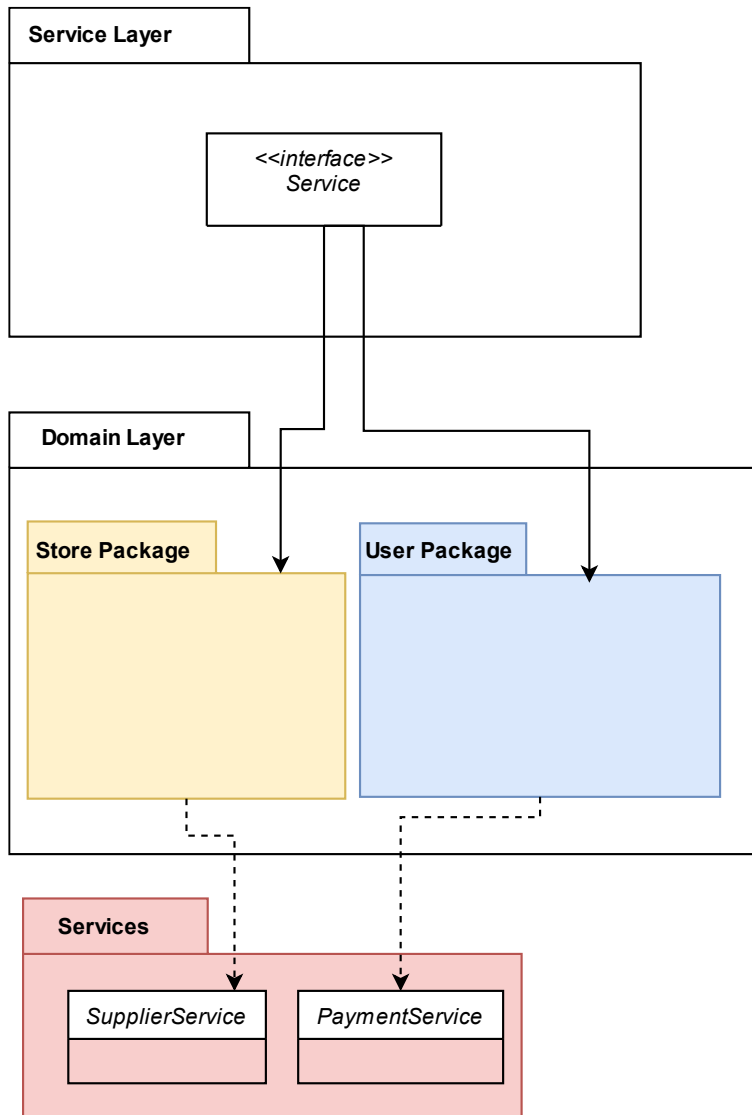 Service Layer
<<interface>>
Service
Domain Layer
Store Package
User Package
Services
SupplierService
PaymentService